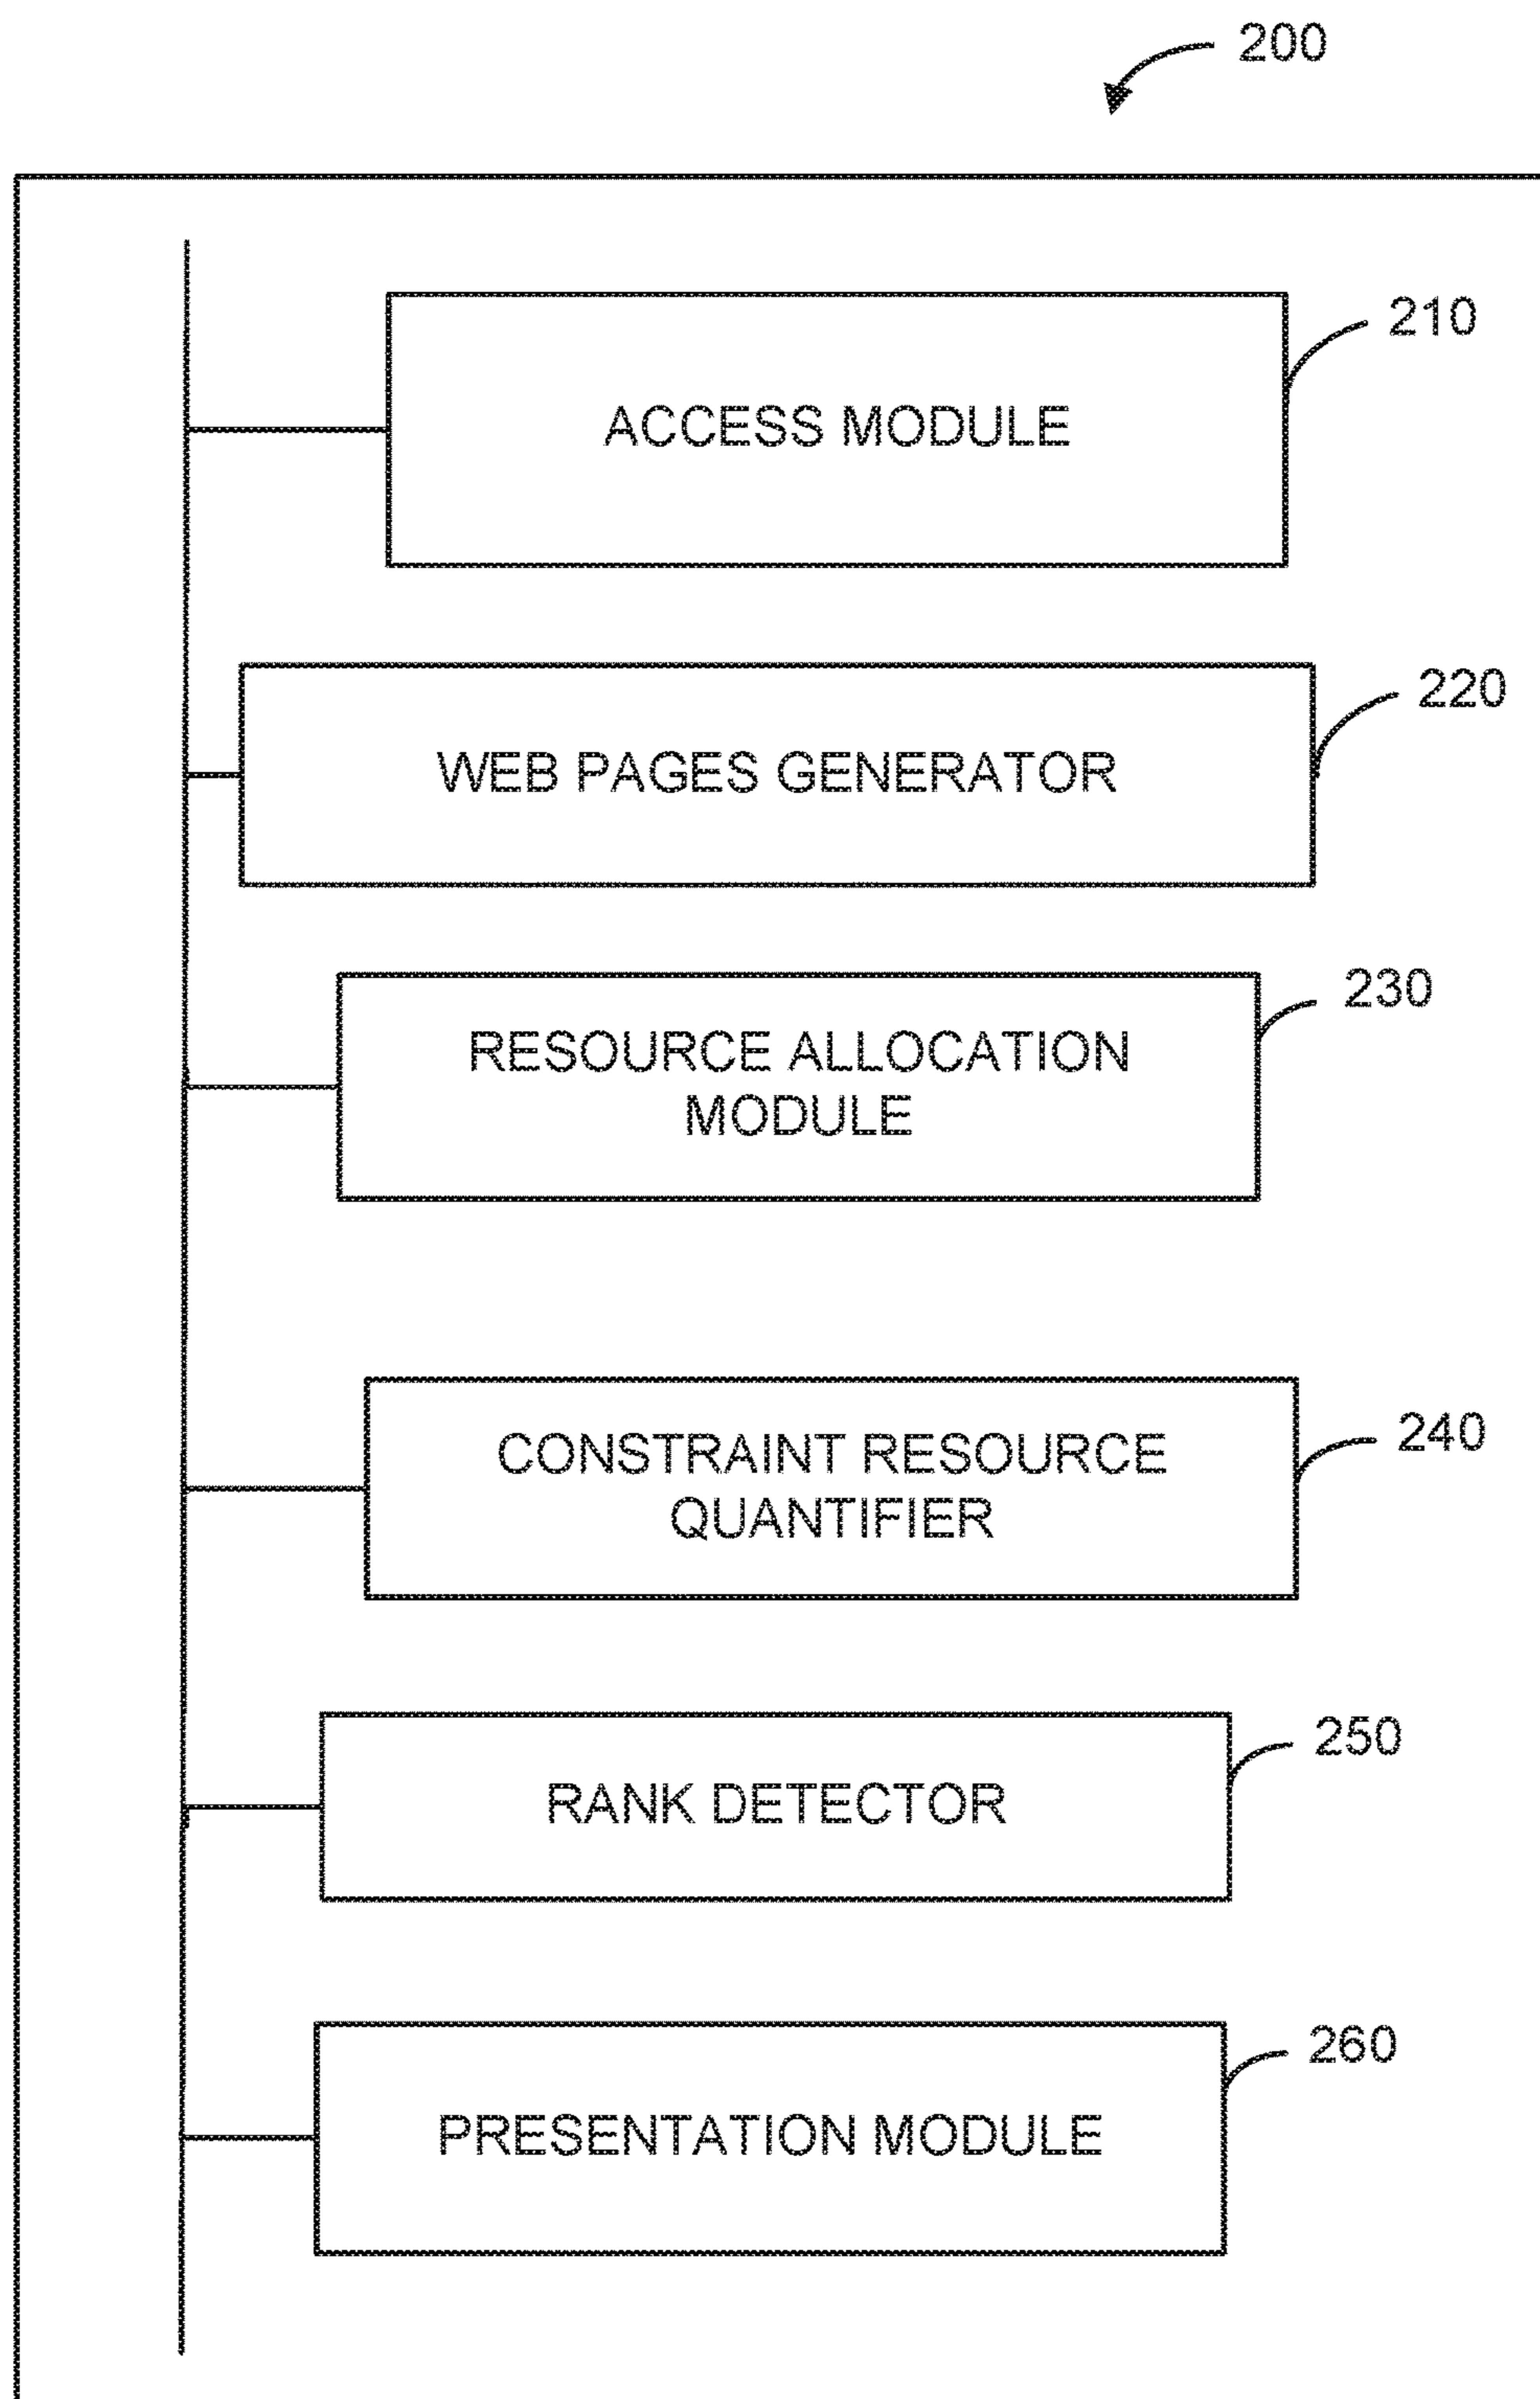 200
210
ACCESS MODULE
220
WEB PAGES GENERATOR
230
RESOURCE ALLOCATION
MODULE
240
CONSTRAINT RESOURCE
QUANTIFIER
250
RANK DETECTOR
260
PRESENTATION MODULE